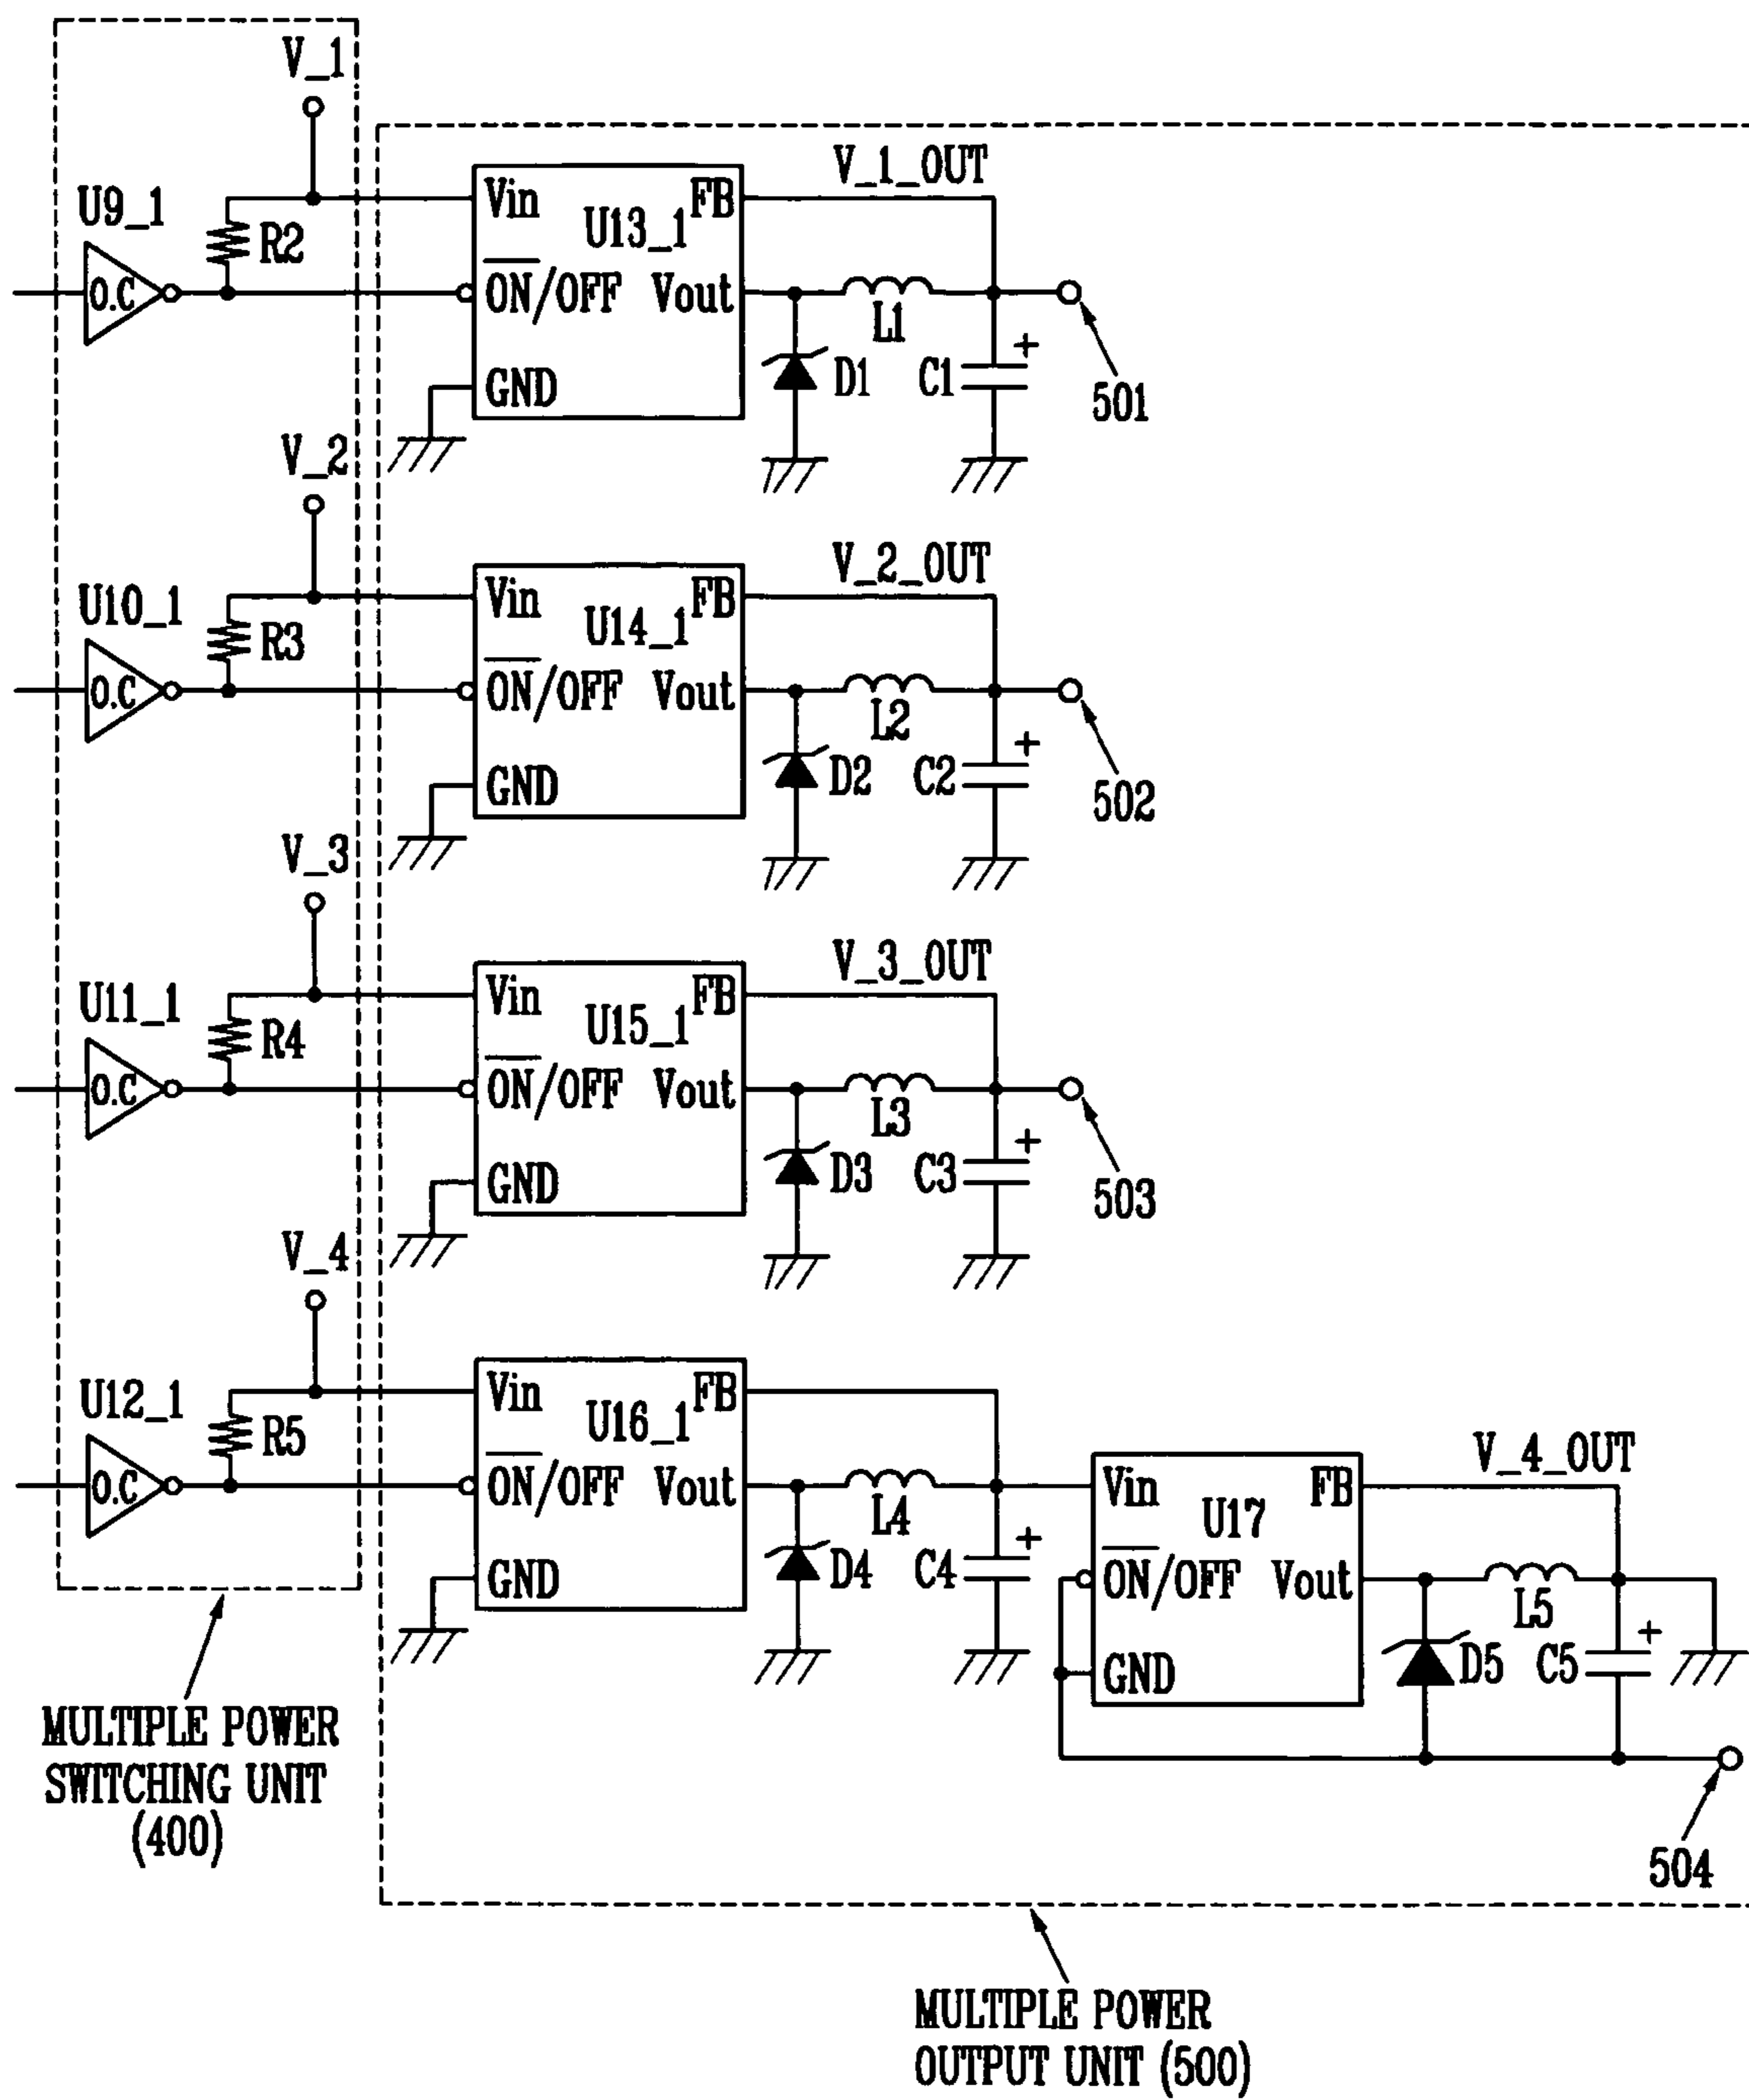 V_1
U9_1
O.C
R2
Vin
FB
U13_1
ON/OFF
Vout
GND
V_1_OUT
L1
D1
C1
+
501
V_2
U10_1
O.C
R3
Vin
FB
U14_1
ON/OFF
Vout
GND
V_2_OUT
L2
D2
C2
+
502
V_3
U11_1
O.C
R4
Vin
FB
U15_1
ON/OFF
Vout
GND
V_3_OUT
L3
D3
C3
+
503
V_4
U12_1
O.C
R5
Vin
FB
U16_1
ON/OFF
Vout
GND
L4
D4
C4
+
Vin
FB
U17
ON/OFF
Vout
GND
V_4_OUT
L5
D5
C5
+
504
MULTIPLE POWER
SWITCHING UNIT
(400)
MULTIPLE POWER
OUTPUT UNIT (500)